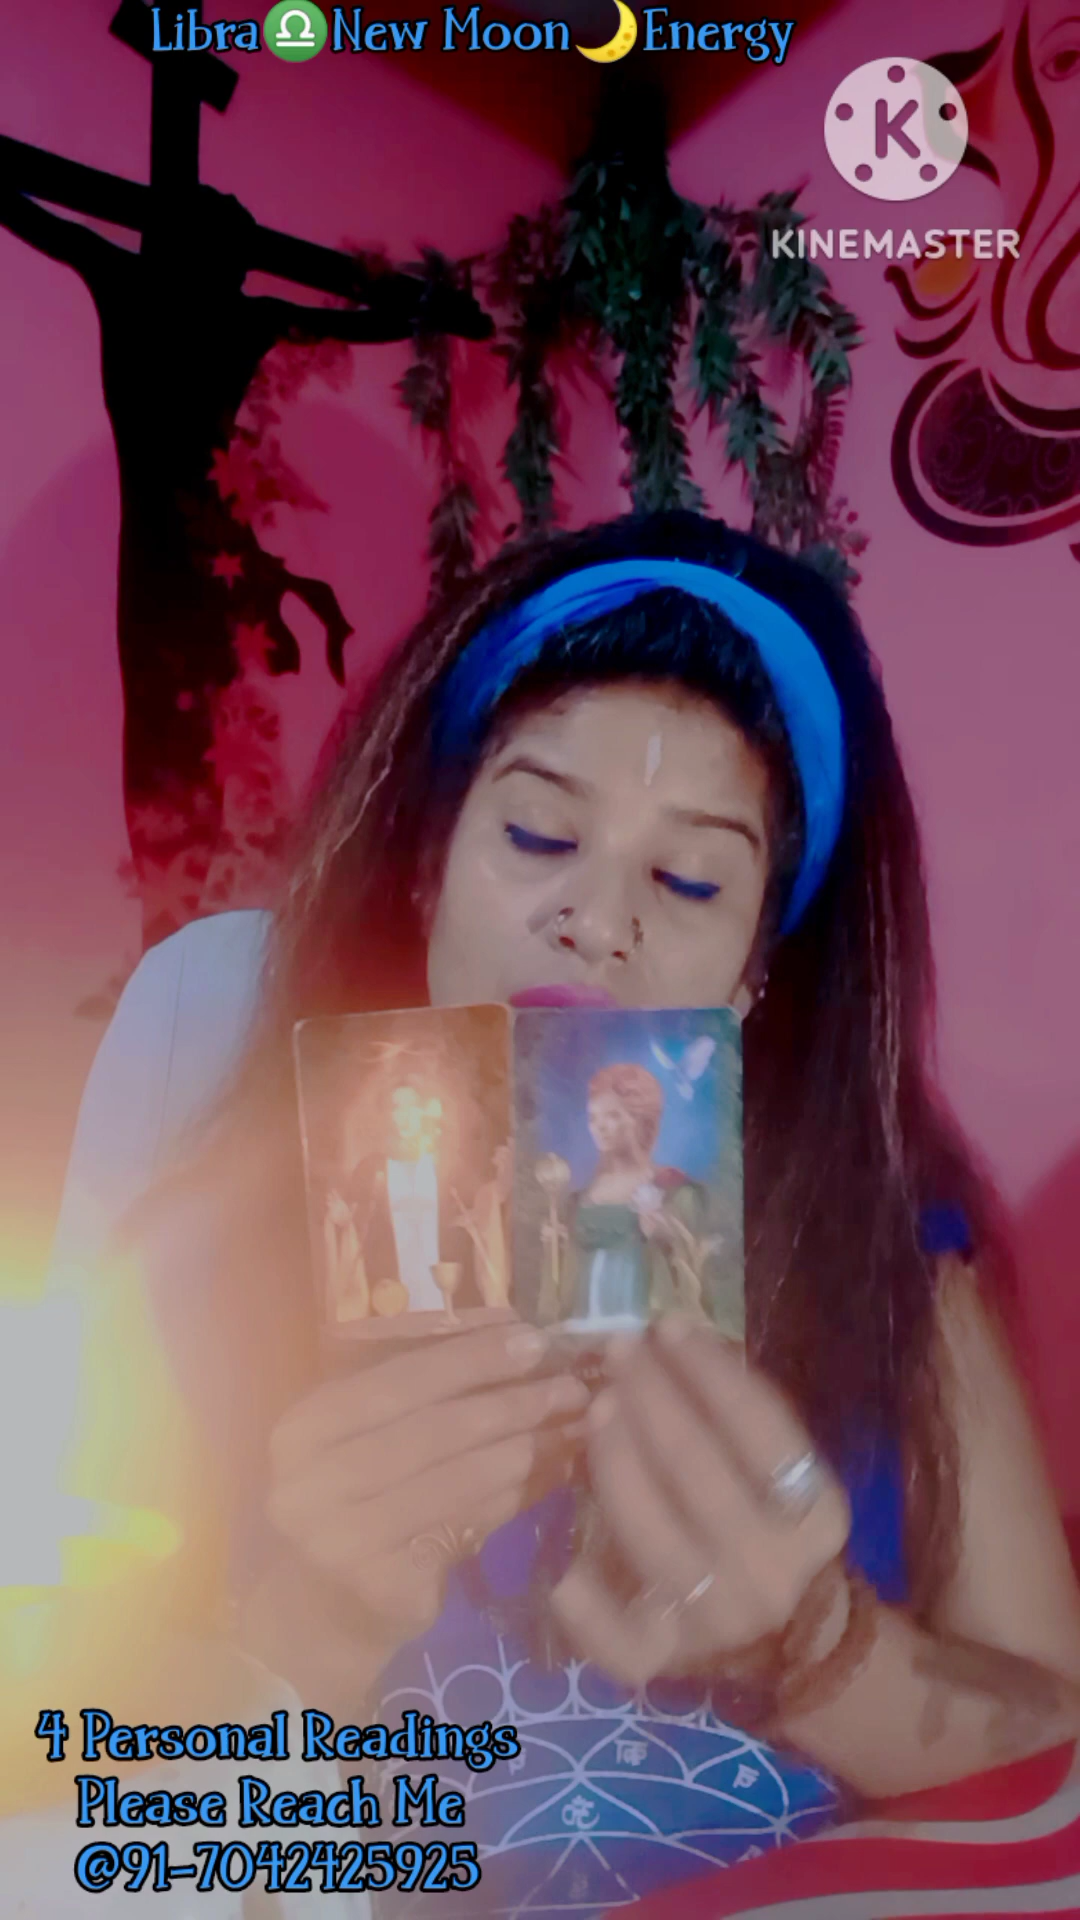 Libra♎New Moon🌙Energy
K
KINEMASTER
4 Personal Readings
Please Reach Me
@91-7042425925